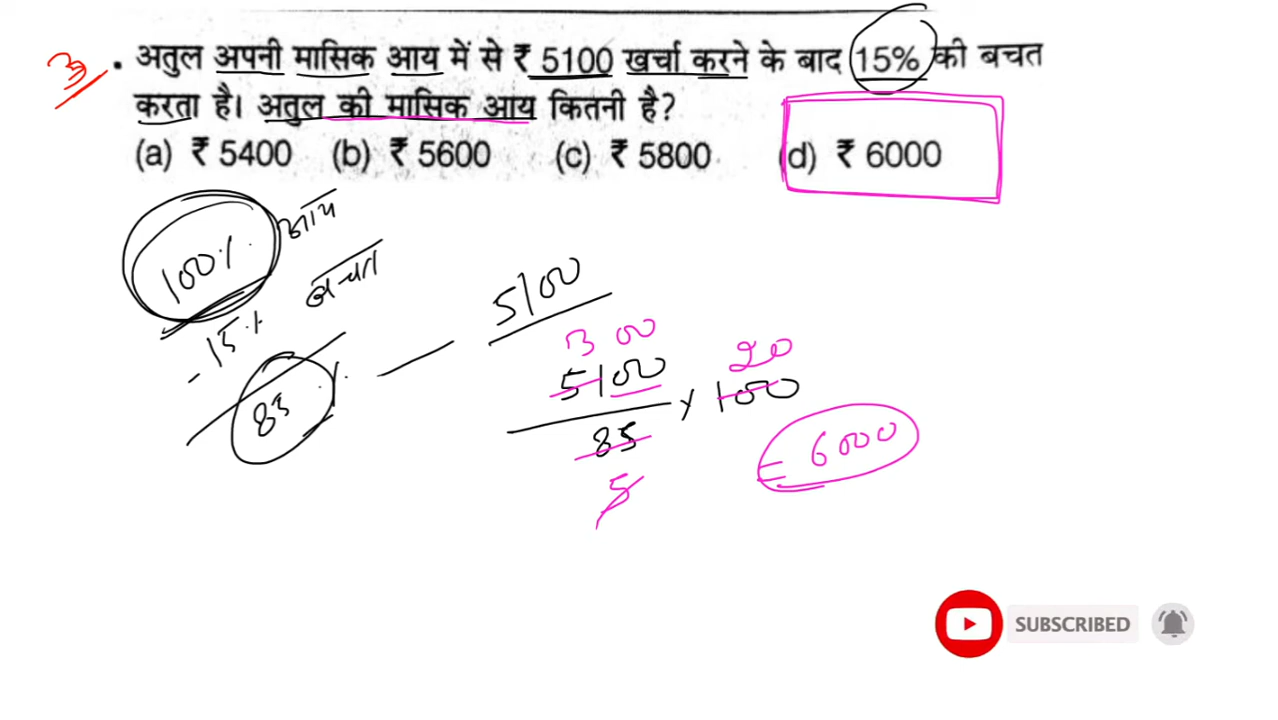 3 . अतुल अपनी मासिक आय में से ₹ 5100 खर्चा करने के बाद 15% की बचत
करता है। अतुल की मासिक आय कितनी है?
(a) ₹ 5400 (b) ₹ 5600 (c) ₹ 5800 (d) ₹ 6000
100% आय
- 15% बचत
85% — 5100
300 20
5100 × 100
85
5
= 6000
SUBSCRIBED